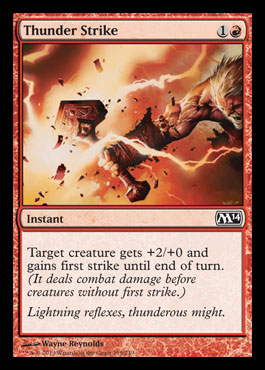 Thunder Strike 1
Instant M14
Target creature gets +2/+0 and
gains first strike until end of turn.
(It deals combat damage before
creatures without first strike.)
Lightning reflexes, thunderous might.
Wayne Reynolds